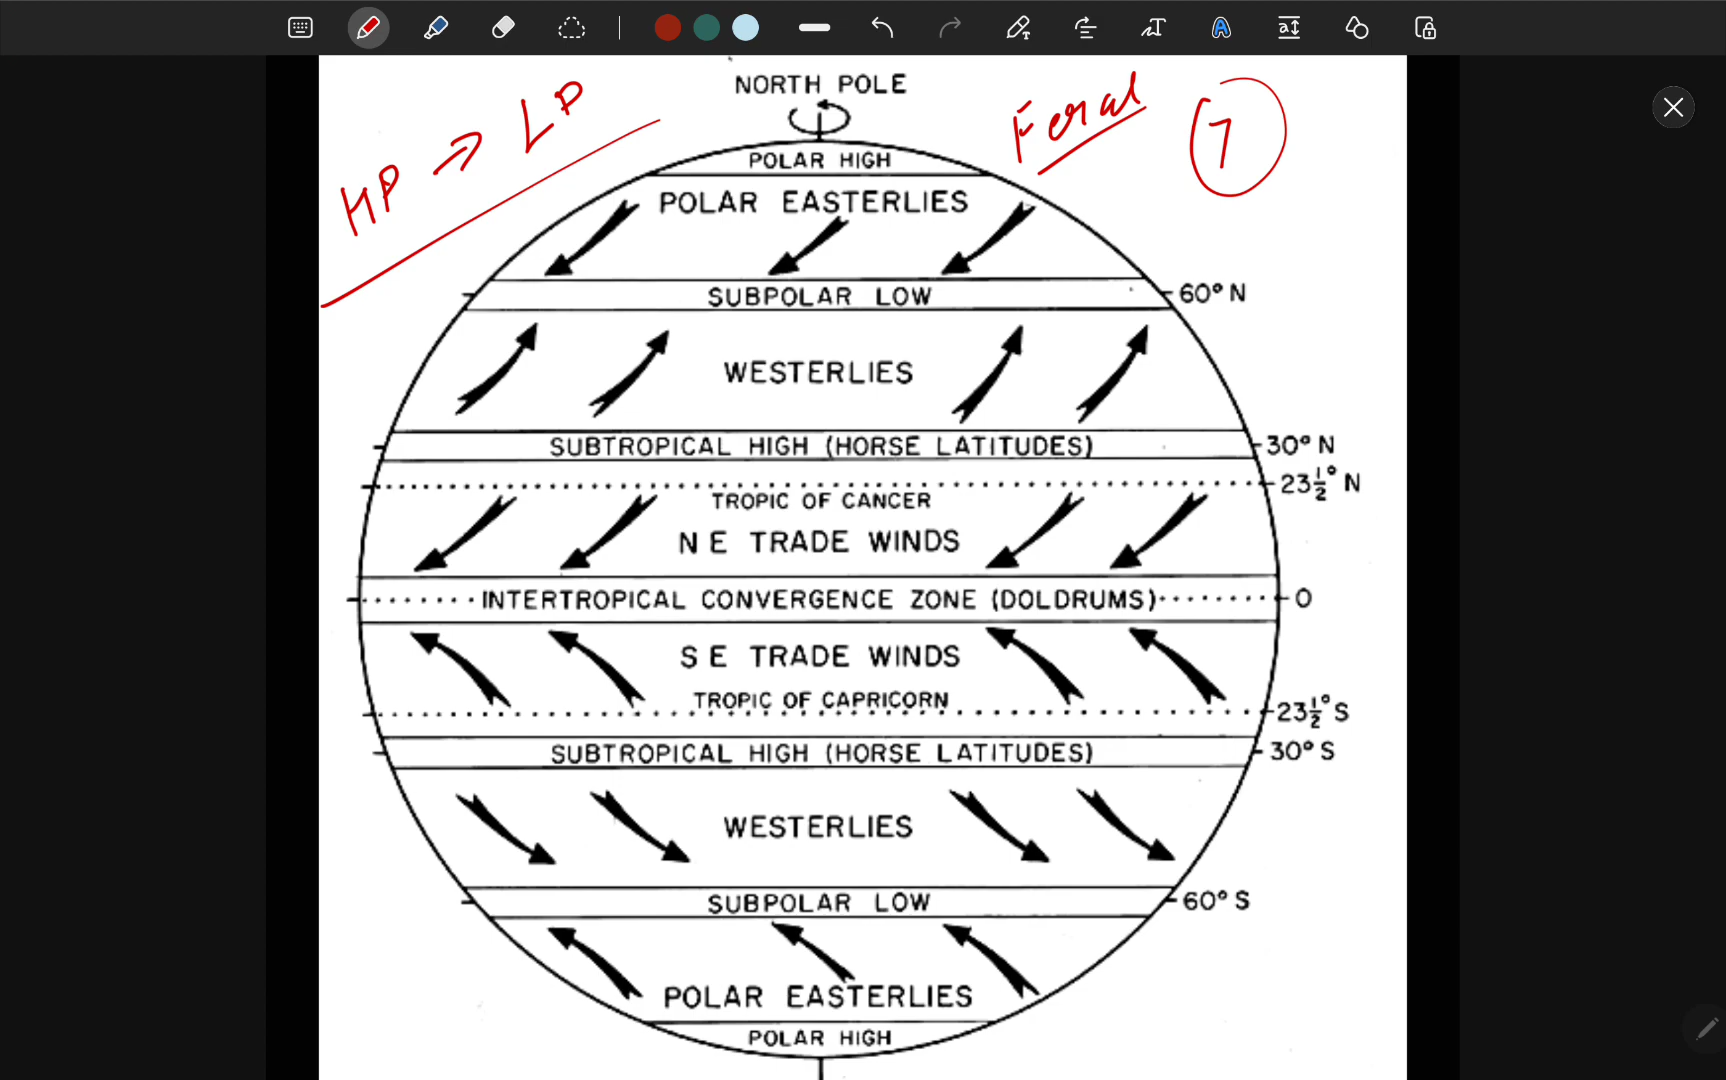 NORTH POLE
HP → LP
Feral
7
POLAR HIGH
POLAR EASTERLIES
SUBPOLAR LOW
60° N
WESTERLIES
SUBTROPICAL HIGH (HORSE LATITUDES)
30° N
23½° N
TROPIC OF CANCER
N E TRADE WINDS
INTERTROPICAL CONVERGENCE ZONE (DOLDRUMS)
0
S E TRADE WINDS
TROPIC OF CAPRICORN
23½° S
SUBTROPICAL HIGH (HORSE LATITUDES)
30° S
WESTERLIES
SUBPOLAR LOW
60° S
POLAR EASTERLIES
POLAR HIGH